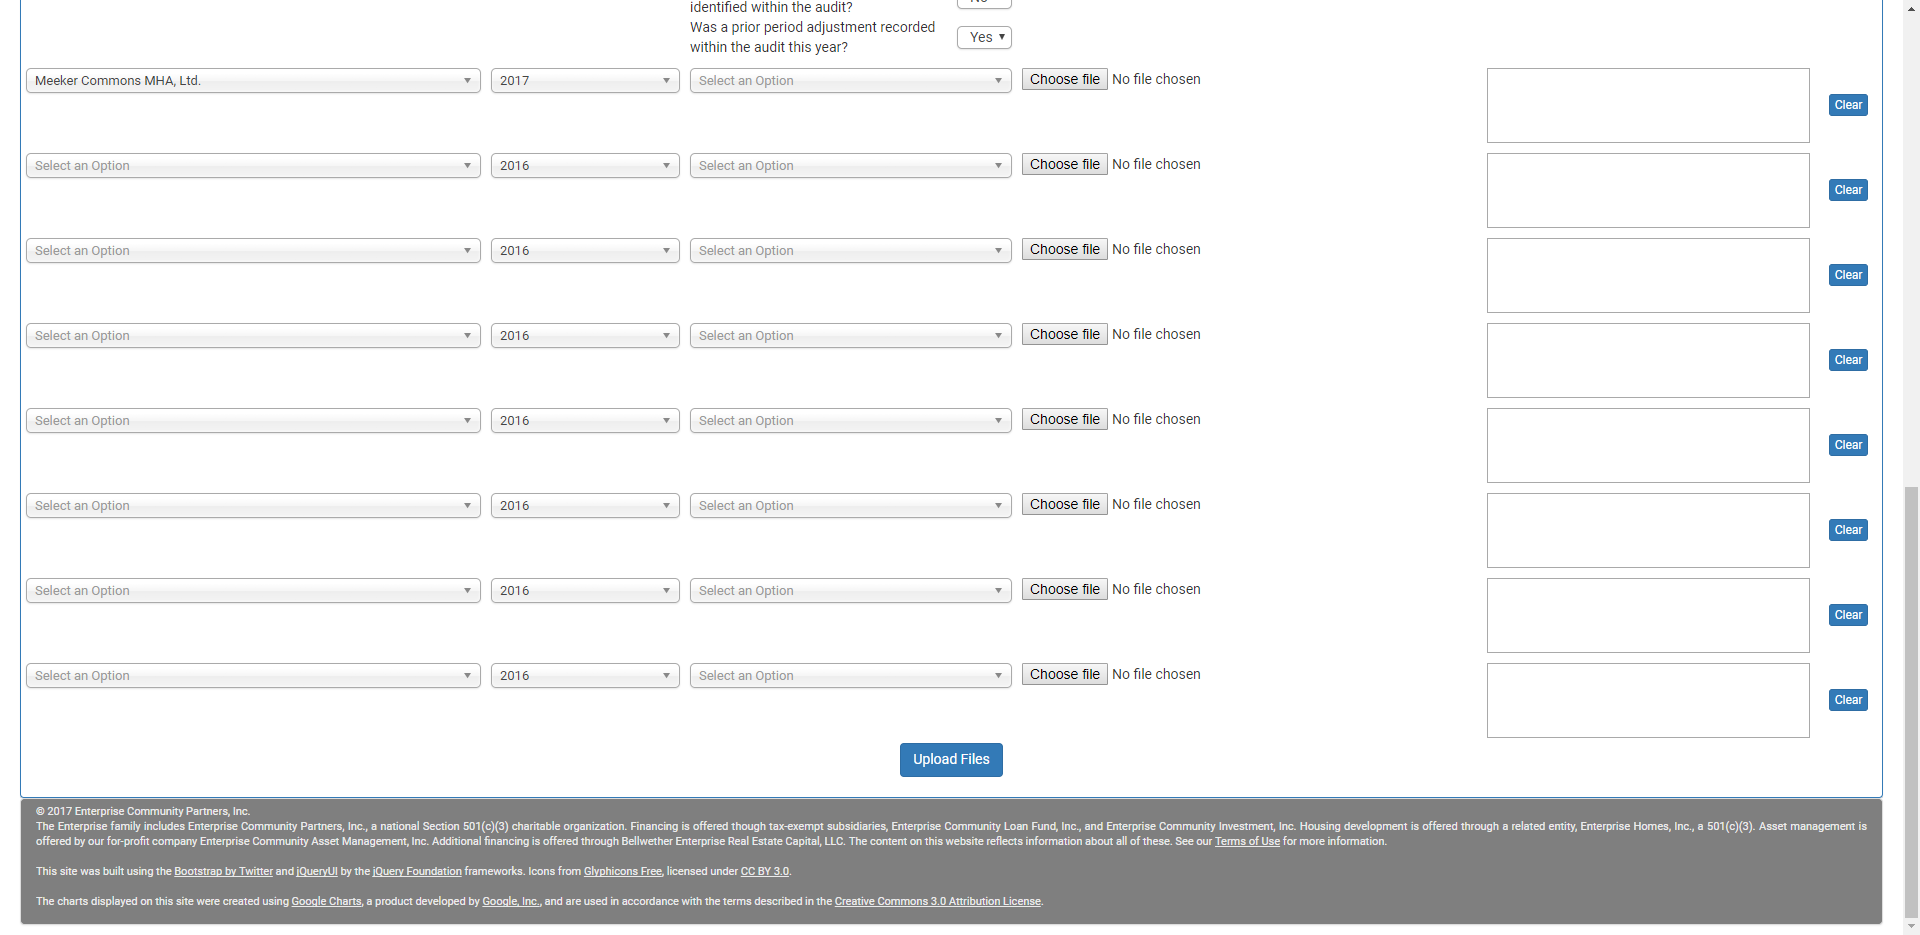 identified within the audit?
No
Was a prior period adjustment recorded
within the audit this year?
Yes
Meeker Commons MHA, Ltd. 2017 Select an Option Choose file No file chosen
Clear
Select an Option 2016 Select an Option Choose file No file chosen
Clear
Select an Option 2016 Select an Option Choose file No file chosen
Clear
Select an Option 2016 Select an Option Choose file No file chosen
Clear
Select an Option 2016 Select an Option Choose file No file chosen
Clear
Select an Option 2016 Select an Option Choose file No file chosen
Clear
Select an Option 2016 Select an Option Choose file No file chosen
Clear
Select an Option 2016 Select an Option Choose file No file chosen
Clear
Upload Files
© 2017 Enterprise Community Partners, Inc.
The Enterprise family includes Enterprise Community Partners, Inc., a national Section 501(c)(3) charitable organization. Financing is offered though tax-exempt subsidiaries, Enterprise Community Loan Fund, Inc., and Enterprise Community Investment, Inc. Housing development is offered through a related entity, Enterprise Homes, Inc., a 501(c)(3). Asset management is
offered by our for-profit company Enterprise Community Asset Management, Inc. Additional financing is offered through Bellwether Enterprise Real Estate Capital, LLC. The content on this website reflects information about all of these. See our Terms of Use for more information.
This site was built using the Bootstrap by Twitter and jQueryUI by the jQuery Foundation frameworks. Icons from Glyphicons Free, licensed under CC BY 3.0.
The charts displayed on this site were created using Google Charts, a product developed by Google, Inc., and are used in accordance with the terms described in the Creative Commons 3.0 Attribution License.